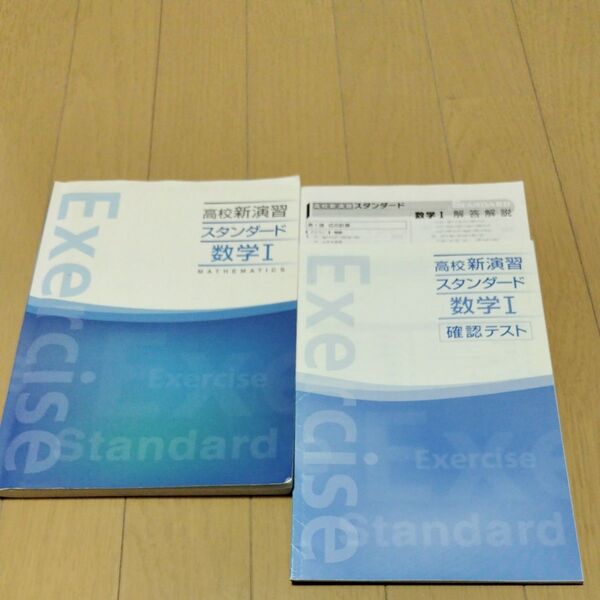 Exercise
高校 新演習
スタンダード
数学Ⅰ
MATHEMATICS
Exercise
Standard
高校新演習スタンダード
STANDARD
数学Ⅰ 解答解説
Exercise
高校 新演習
スタンダード
数学Ⅰ
確認テスト
Exercise
Standard